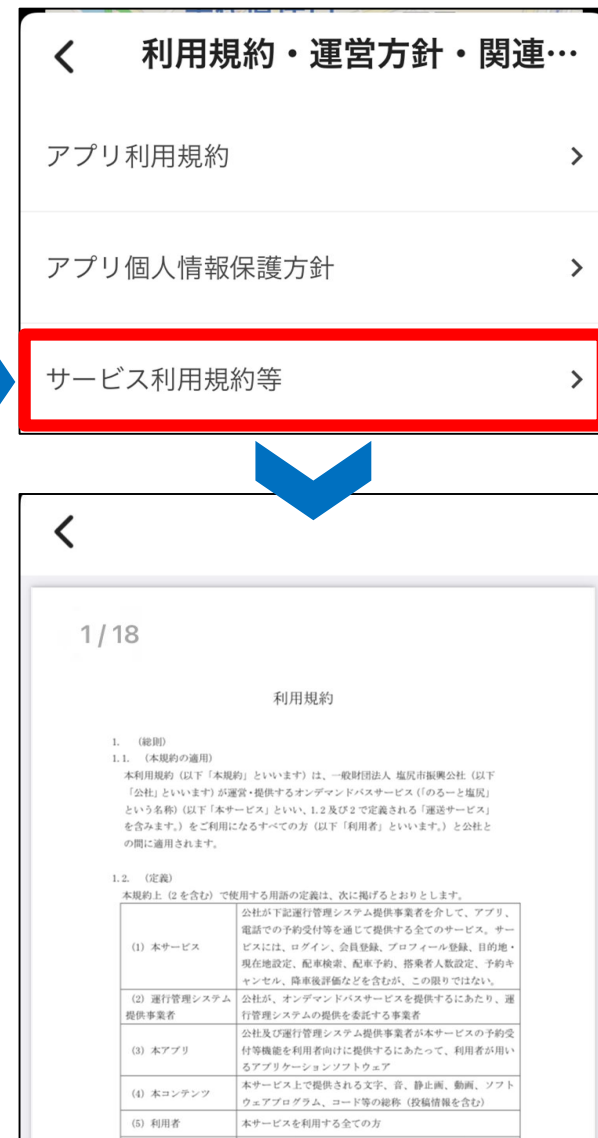 利用規約・運営方針・関連…
アプリ利用規約
アプリ個人情報保護方針
サービス利用規約等
1 / 18
利用規約
1. （総則）
1.1. （本規約の適用）
本利用規約（以下「本規約」といいます）は、一般財団法人 塩尻市振興公社（以下
「公社」といいます）が運営・提供するオンデマンドバスサービス（「のるーと塩尻」
という名称）（以下「本サービス」といい、1.2 及び 2 で定義される「運送サービス」
を含みます。）をご利用になるすべての方（以下「利用者」といいます。）と公社と
の間に適用されます。
1.2. （定義）
本規約上（2 を含む）で使用する用語の定義は、次に掲げるとおりとします。
(1) 本サービス
公社が下記運行管理システム提供事業者を介して、アプリ、
電話での予約受付等を通じて提供する全てのサービス。サー
ビスには、ログイン、会員登録、プロフィール登録、目的地・
現在地設定、配車検索、配車予約、搭乗者人数設定、予約キ
ャンセル、降車後評価などを含むが、この限りではない。
(2) 運行管理システム
提供事業者
公社が、オンデマンドバスサービスを提供するにあたり、運
行管理システムの提供を委託する事業者
(3) 本アプリ
公社及び運行管理システム提供事業者が本サービスの予約受
付等機能を利用者向けに提供するにあたって、利用者が用い
るアプリケーションソフトウェア
(4) 本コンテンツ
本サービス上で提供される文字、音、静止画、動画、ソフト
ウェアプログラム、コード等の総称（投稿情報を含む）
(5) 利用者
本サービスを利用する全ての方